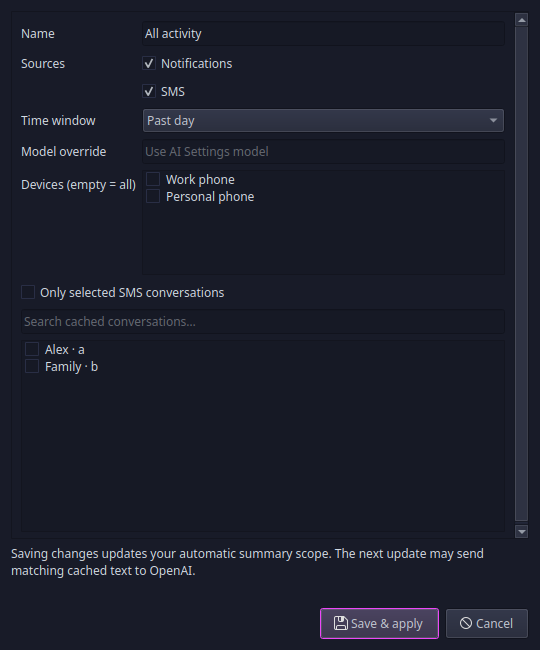 Name All activity
Sources Notifications
SMS
Time window Past day
Model override Use AI Settings model
Devices (empty = all) Work phone
Personal phone
Only selected SMS conversations
Search cached conversations...
Alex · a
Family · b
Saving changes updates your automatic summary scope. The next update may send
matching cached text to OpenAI.
Save & apply Cancel